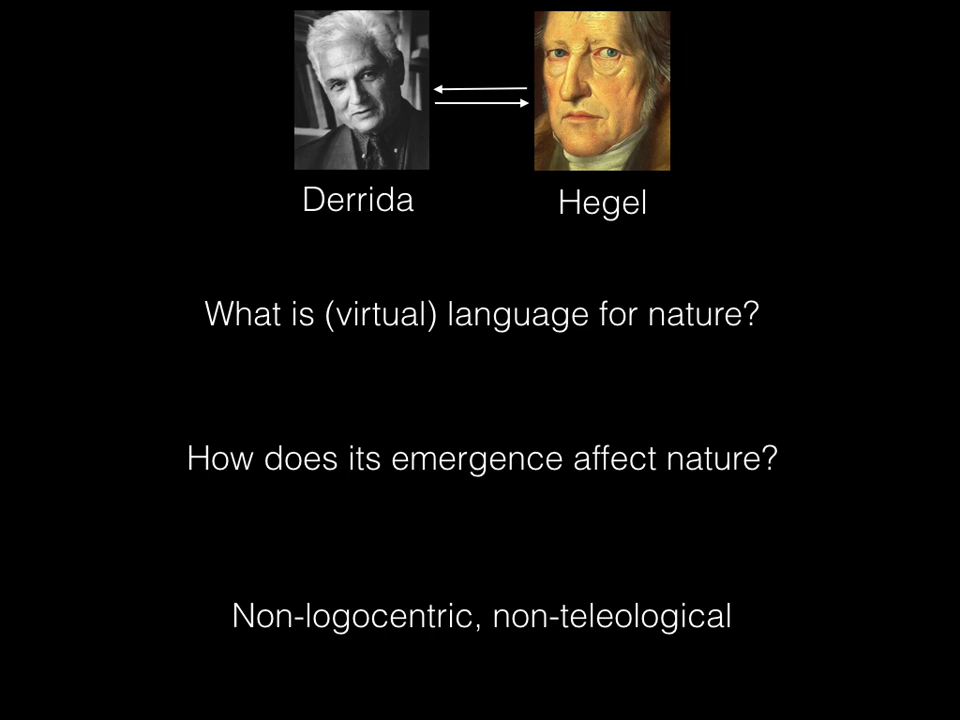 Derrida
Hegel
What is (virtual) language for nature?
How does its emergence affect nature?
Non-logocentric, non-teleological